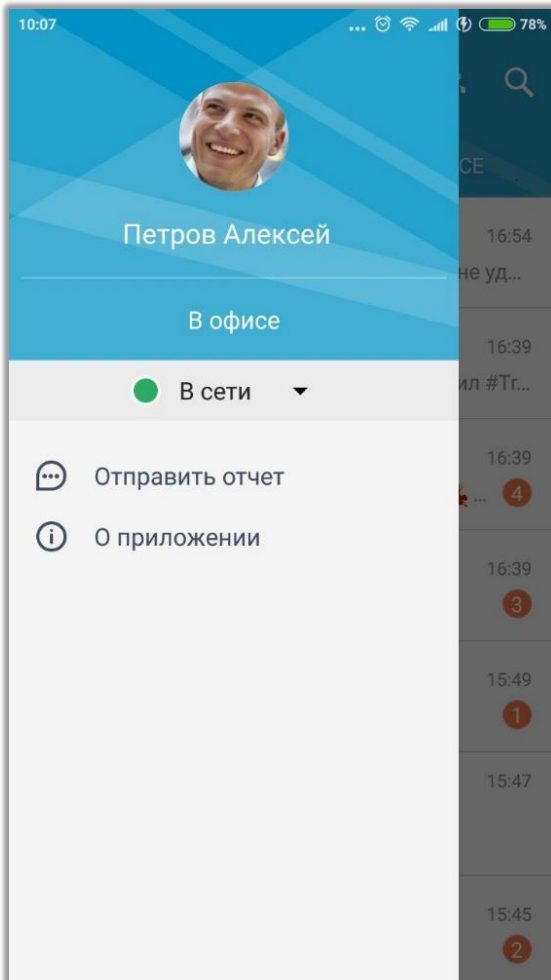 10:07 ... 78%
СЕ
Петров Алексей
16:54
не уд...
В офисе
16:39
ил #Tr...
В сети
Отправить отчет
16:39
... 4
О приложении
16:39
3
15:49
1
15:47
15:45
2